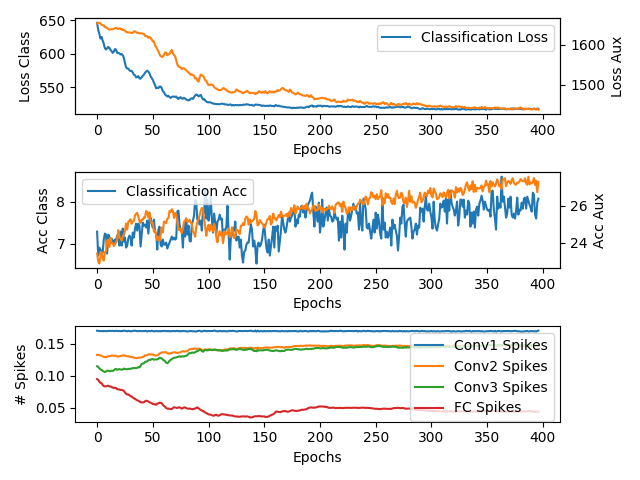 650
600
550
Loss Class
Classification Loss
1600
1500
Loss Aux
0 50 100 150 200 250 300 350 400
Epochs
8
7
Acc Class
Classification Acc
26
24
Acc Aux
0 50 100 150 200 250 300 350 400
Epochs
0.15
0.10
0.05
# Spikes
Conv1 Spikes
Conv2 Spikes
Conv3 Spikes
FC Spikes
0 50 100 150 200 250 300 350 400
Epochs